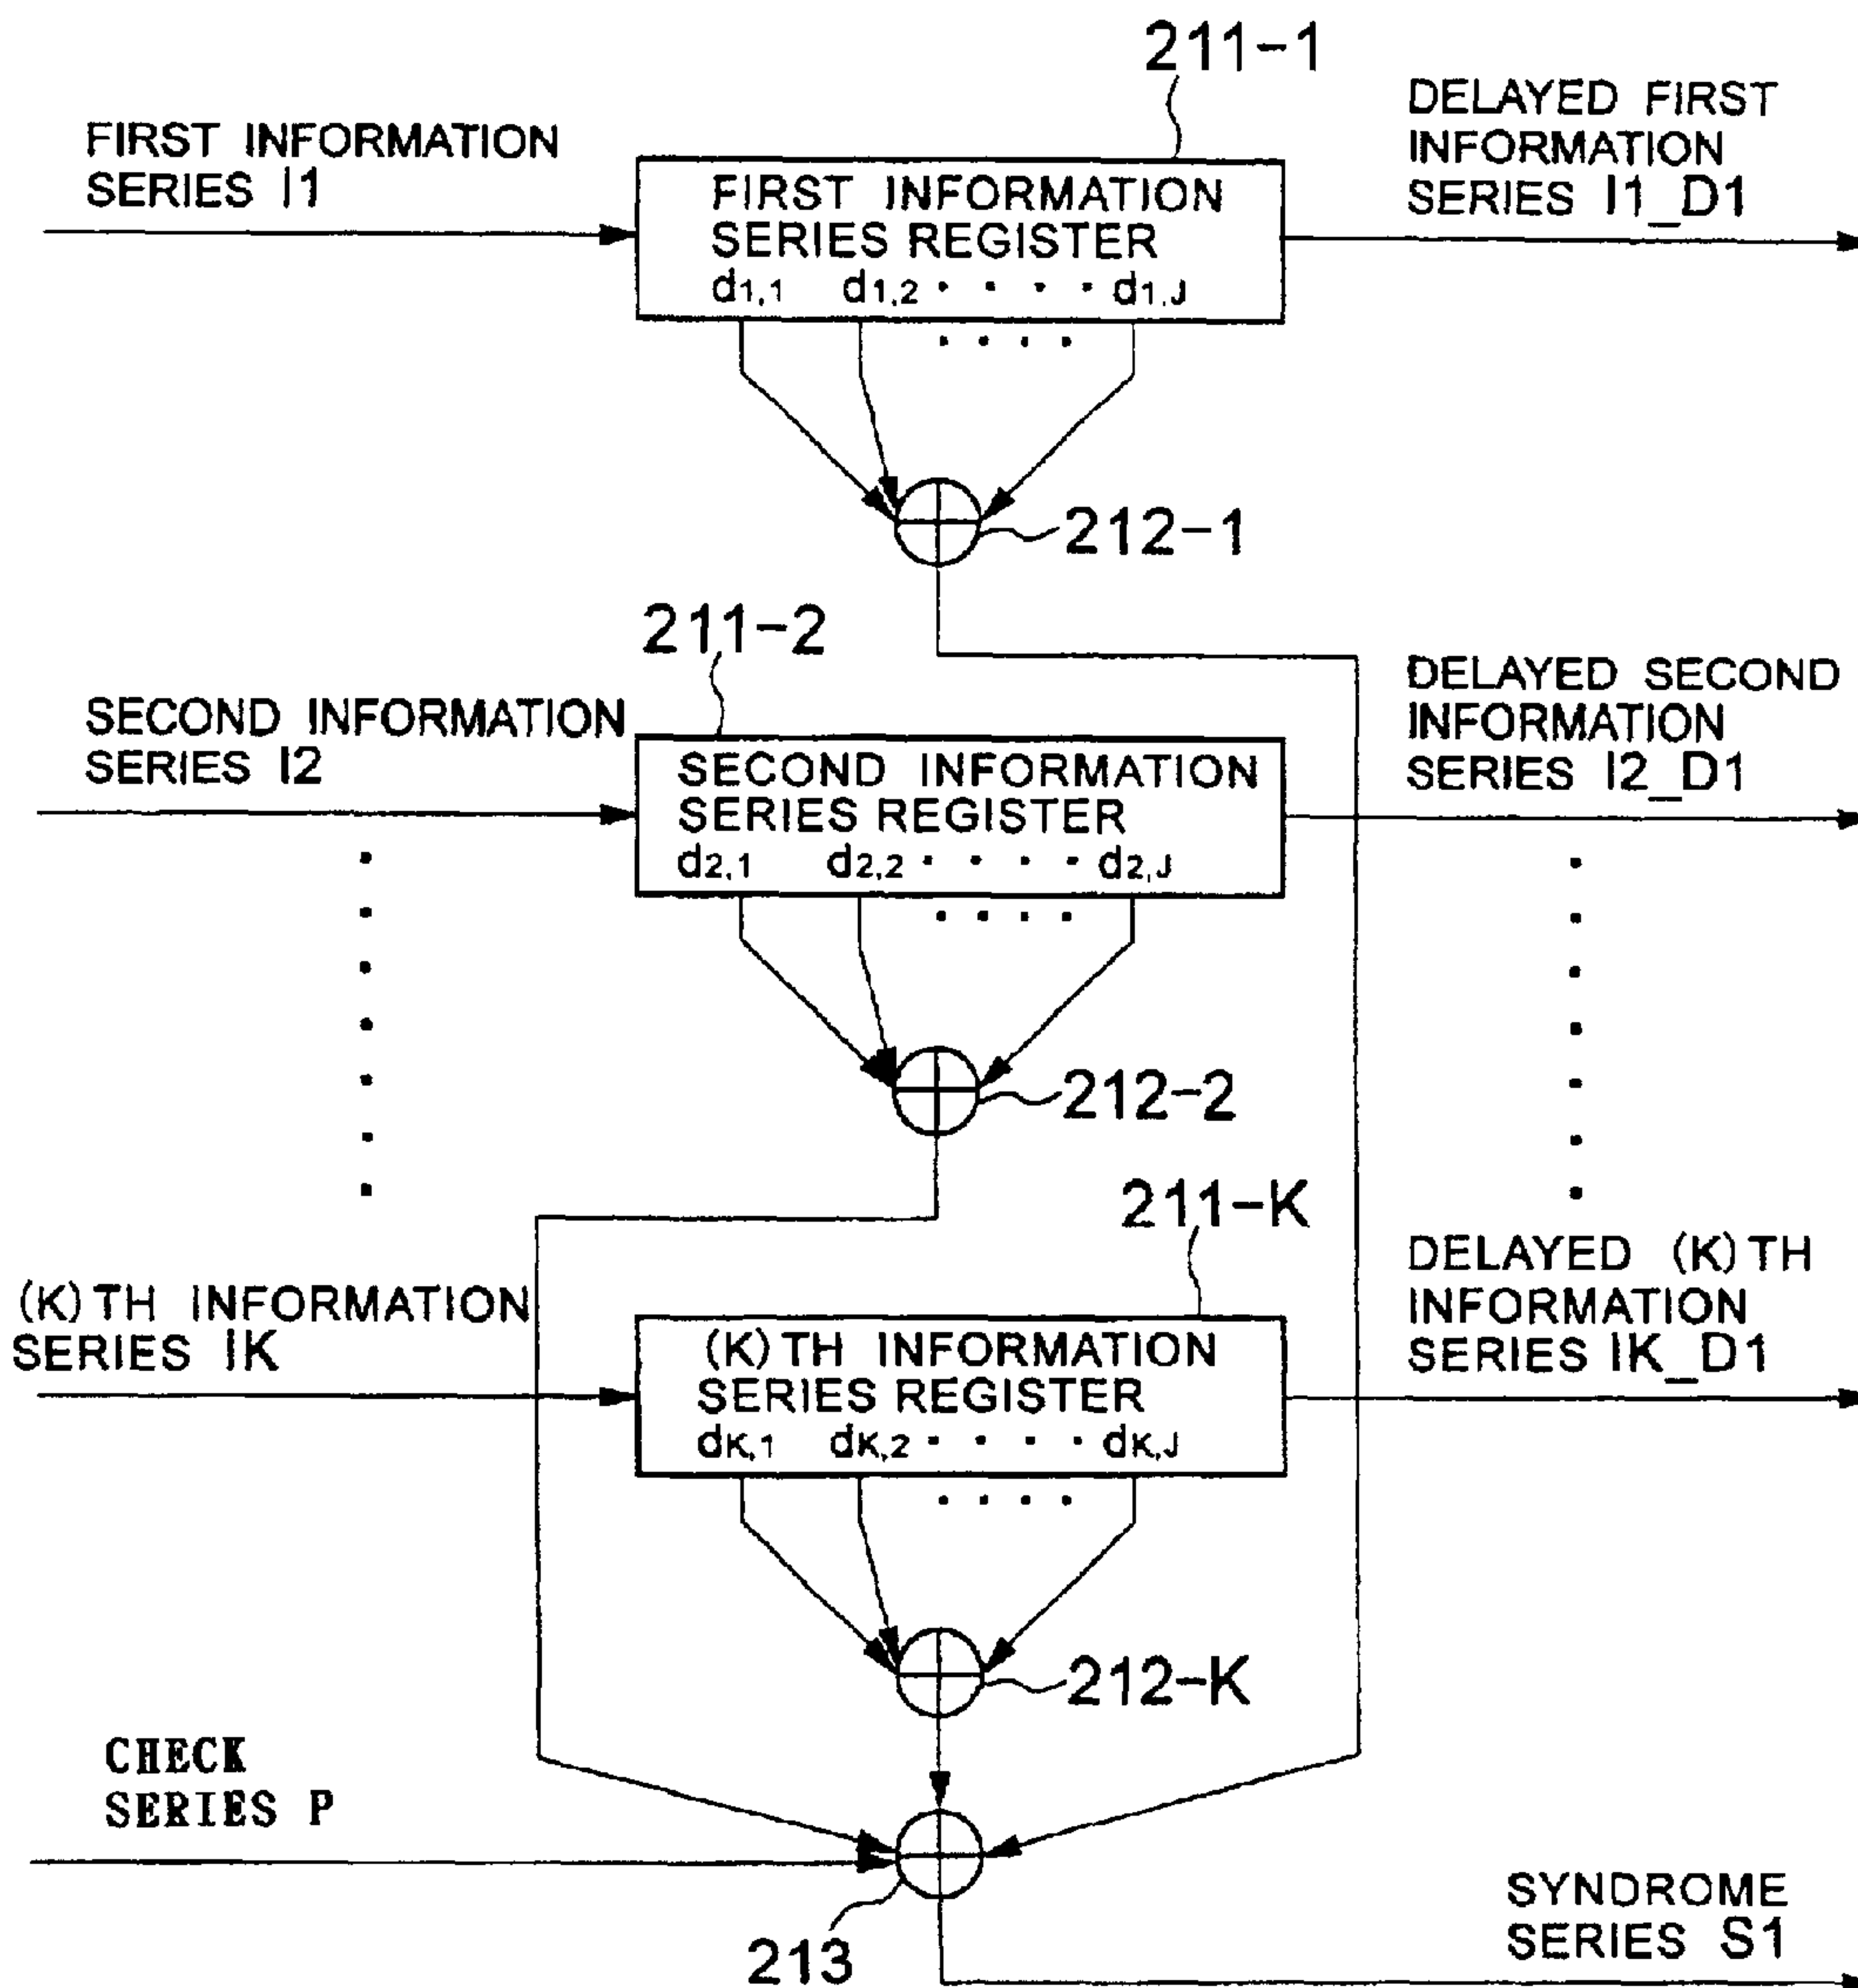 211-1
FIRST INFORMATION
SERIES I1
FIRST INFORMATION
SERIES REGISTER
d1,1 d1,2 · · · · d1,J
DELAYED FIRST
INFORMATION
SERIES I1_D1
212-1
211-2
SECOND INFORMATION
SERIES I2
SECOND INFORMATION
SERIES REGISTER
d2,1 d2,2 · · · · d2,J
DELAYED SECOND
INFORMATION
SERIES I2_D1
212-2
211-K
(K)TH INFORMATION
SERIES IK
(K)TH INFORMATION
SERIES REGISTER
dK,1 dK,2 · · · · dK,J
DELAYED (K)TH
INFORMATION
SERIES IK_D1
212-K
CHECK
SERIES P
213
SYNDROME
SERIES S1